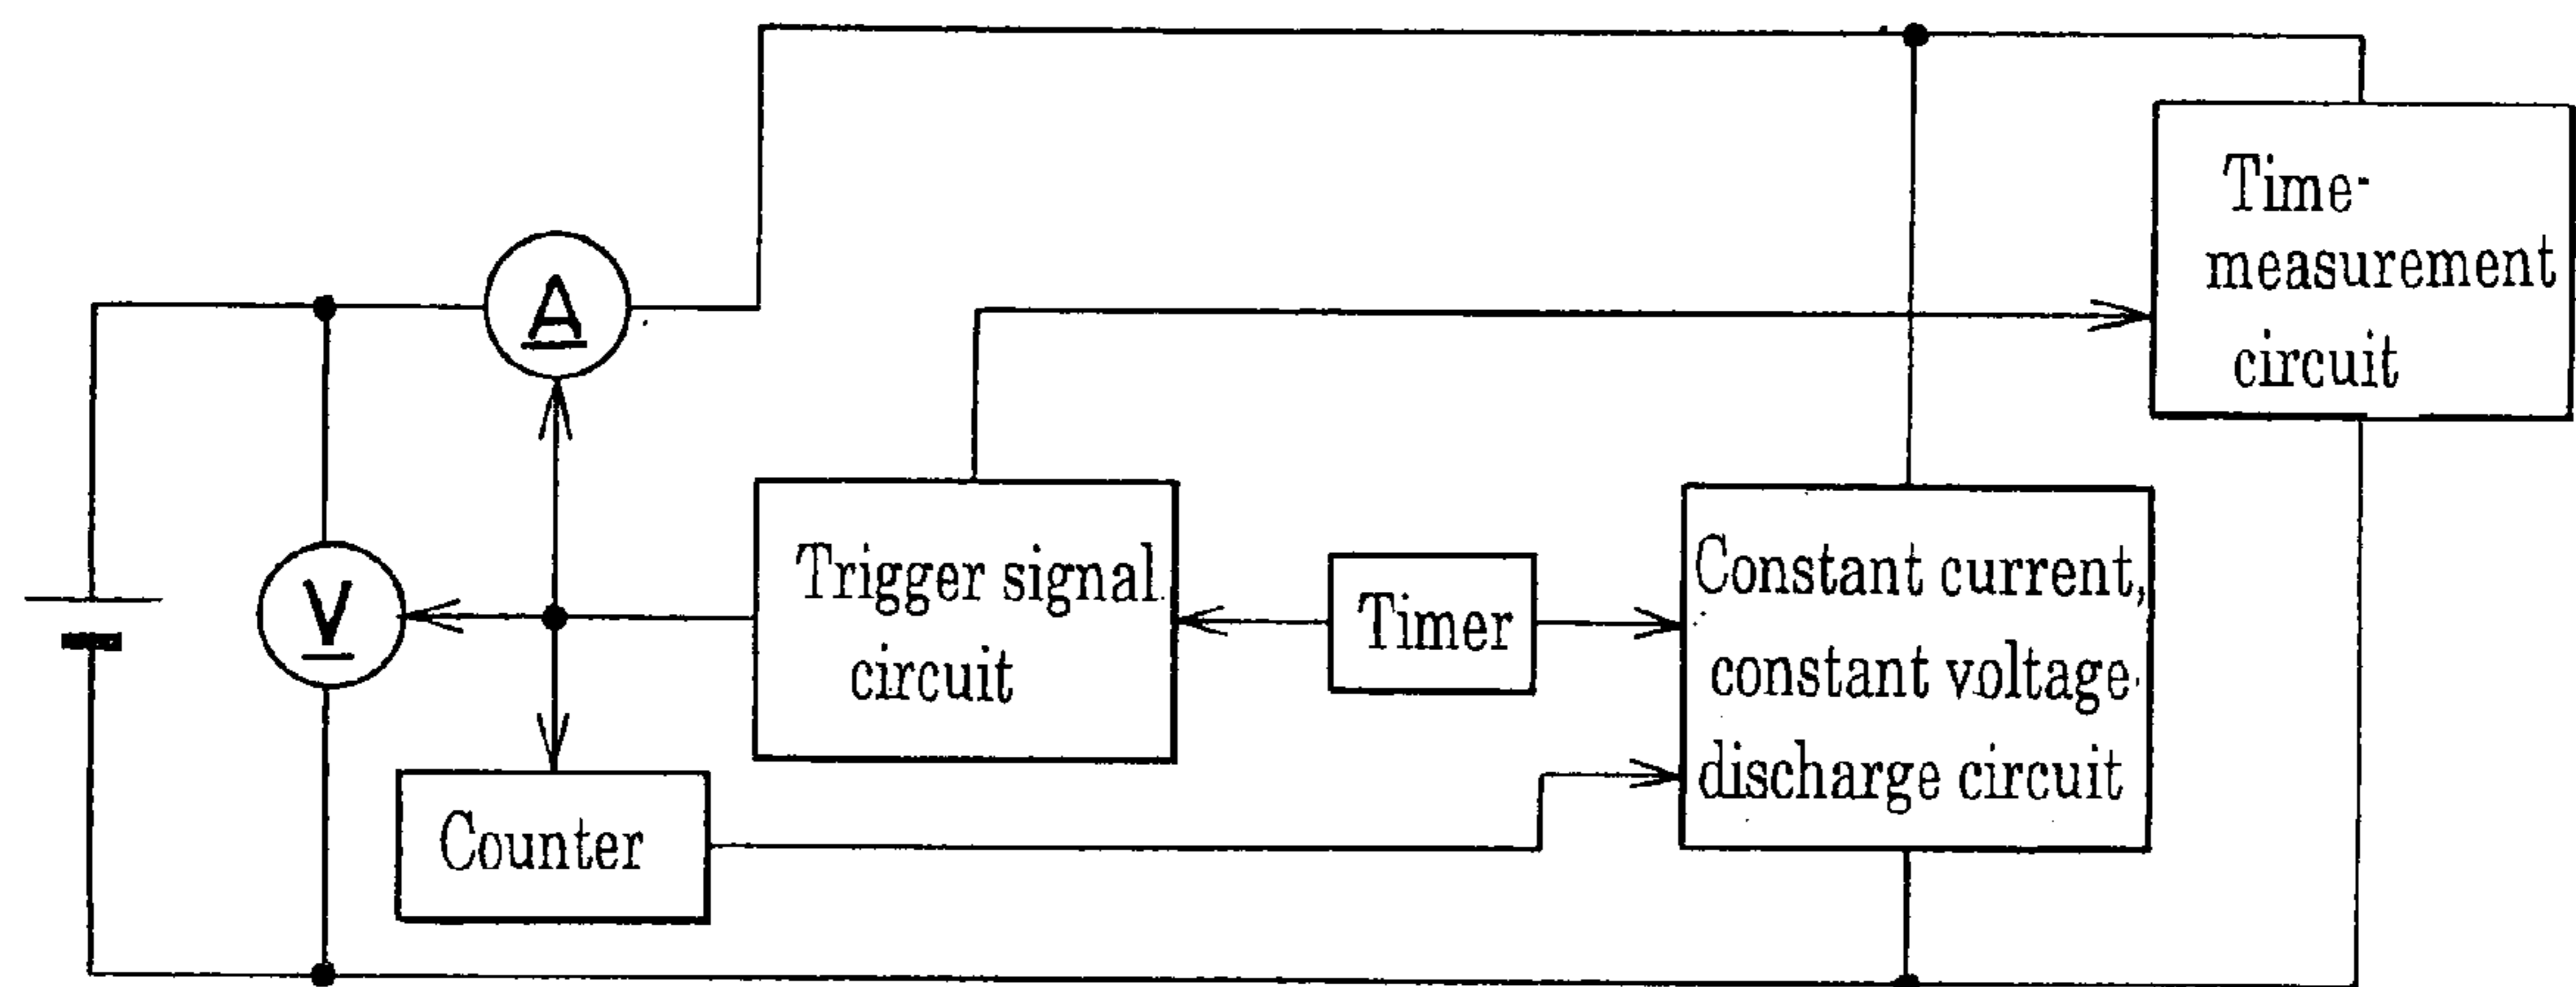 A
V
Trigger signal
circuit
Timer
Counter
Constant current,
constant voltage
discharge circuit
Time-
measurement
circuit